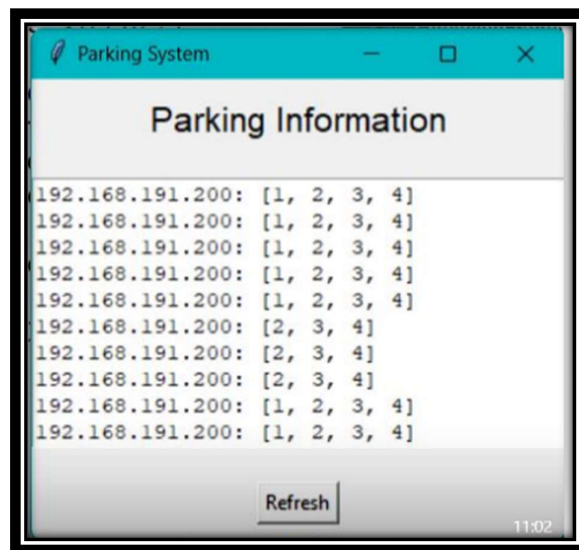 Parking System
Parking Information
192.168.191.200: [1, 2, 3, 4]
192.168.191.200: [1, 2, 3, 4]
192.168.191.200: [1, 2, 3, 4]
192.168.191.200: [1, 2, 3, 4]
192.168.191.200: [1, 2, 3, 4]
192.168.191.200: [2, 3, 4]
192.168.191.200: [2, 3, 4]
192.168.191.200: [2, 3, 4]
192.168.191.200: [1, 2, 3, 4]
192.168.191.200: [1, 2, 3, 4]
Refresh
11:02